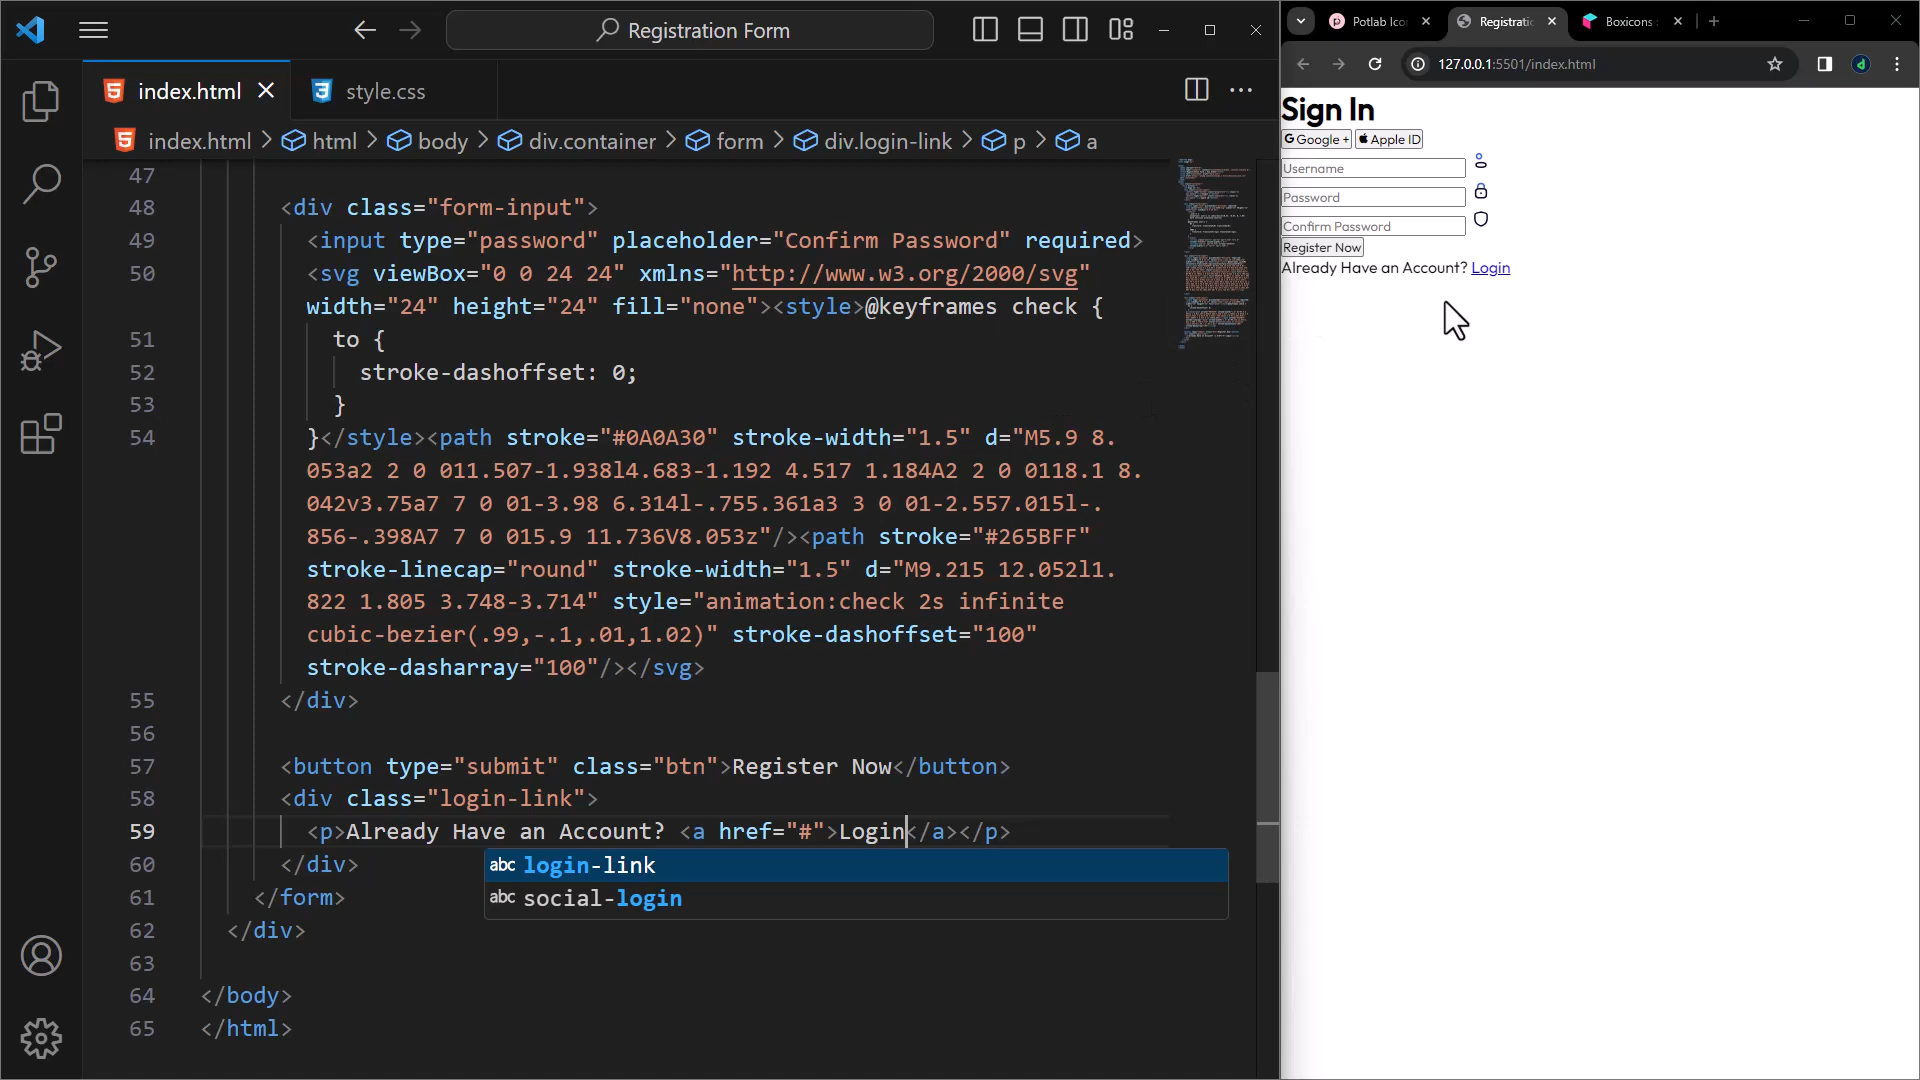 Registration Form
index.html
style.css
index.html > html > body > div.container > form > div.login-link > p > a
47
48 <div class="form-input">
49 <input type="password" placeholder="Confirm Password" required>
50 <svg viewBox="0 0 24 24" xmlns="http://www.w3.org/2000/svg"
width="24" height="24" fill="none"><style>@keyframes check {
51 to {
52 stroke-dashoffset: 0;
53 }
54 }</style><path stroke="#0A0A30" stroke-width="1.5" d="M5.9 8.
053a2 2 0 011.507-1.938l4.683-1.192 4.517 1.184A2 2 0 0118.1 8.
042v3.75a7 7 0 01-3.98 6.314l-.755.361a3 3 0 01-2.557.015l-.
856-.398A7 7 0 015.9 11.736V8.053z"/><path stroke="#265BFF"
stroke-linecap="round" stroke-width="1.5" d="M9.215 12.052l1.
822 1.805 3.748-3.714" style="animation:check 2s infinite
cubic-bezier(.99,-.1,.01,1.02)" stroke-dashoffset="100"
stroke-dasharray="100"/></svg>
55 </div>
56
57 <button type="submit" class="btn">Register Now</button>
58 <div class="login-link">
59 <p>Already Have an Account? <a href="#">Login</a></p>
60 </div>
abc login-link
61 </form>
abc social-login
62 </div>
63
64 </body>
65 </html>
Potlab Ico
Registrati
Boxicons
127.0.0.1:5501/index.html
Sign In
Google +
Apple ID
Username
Password
Confirm Password
Register Now
Already Have an Account? Login